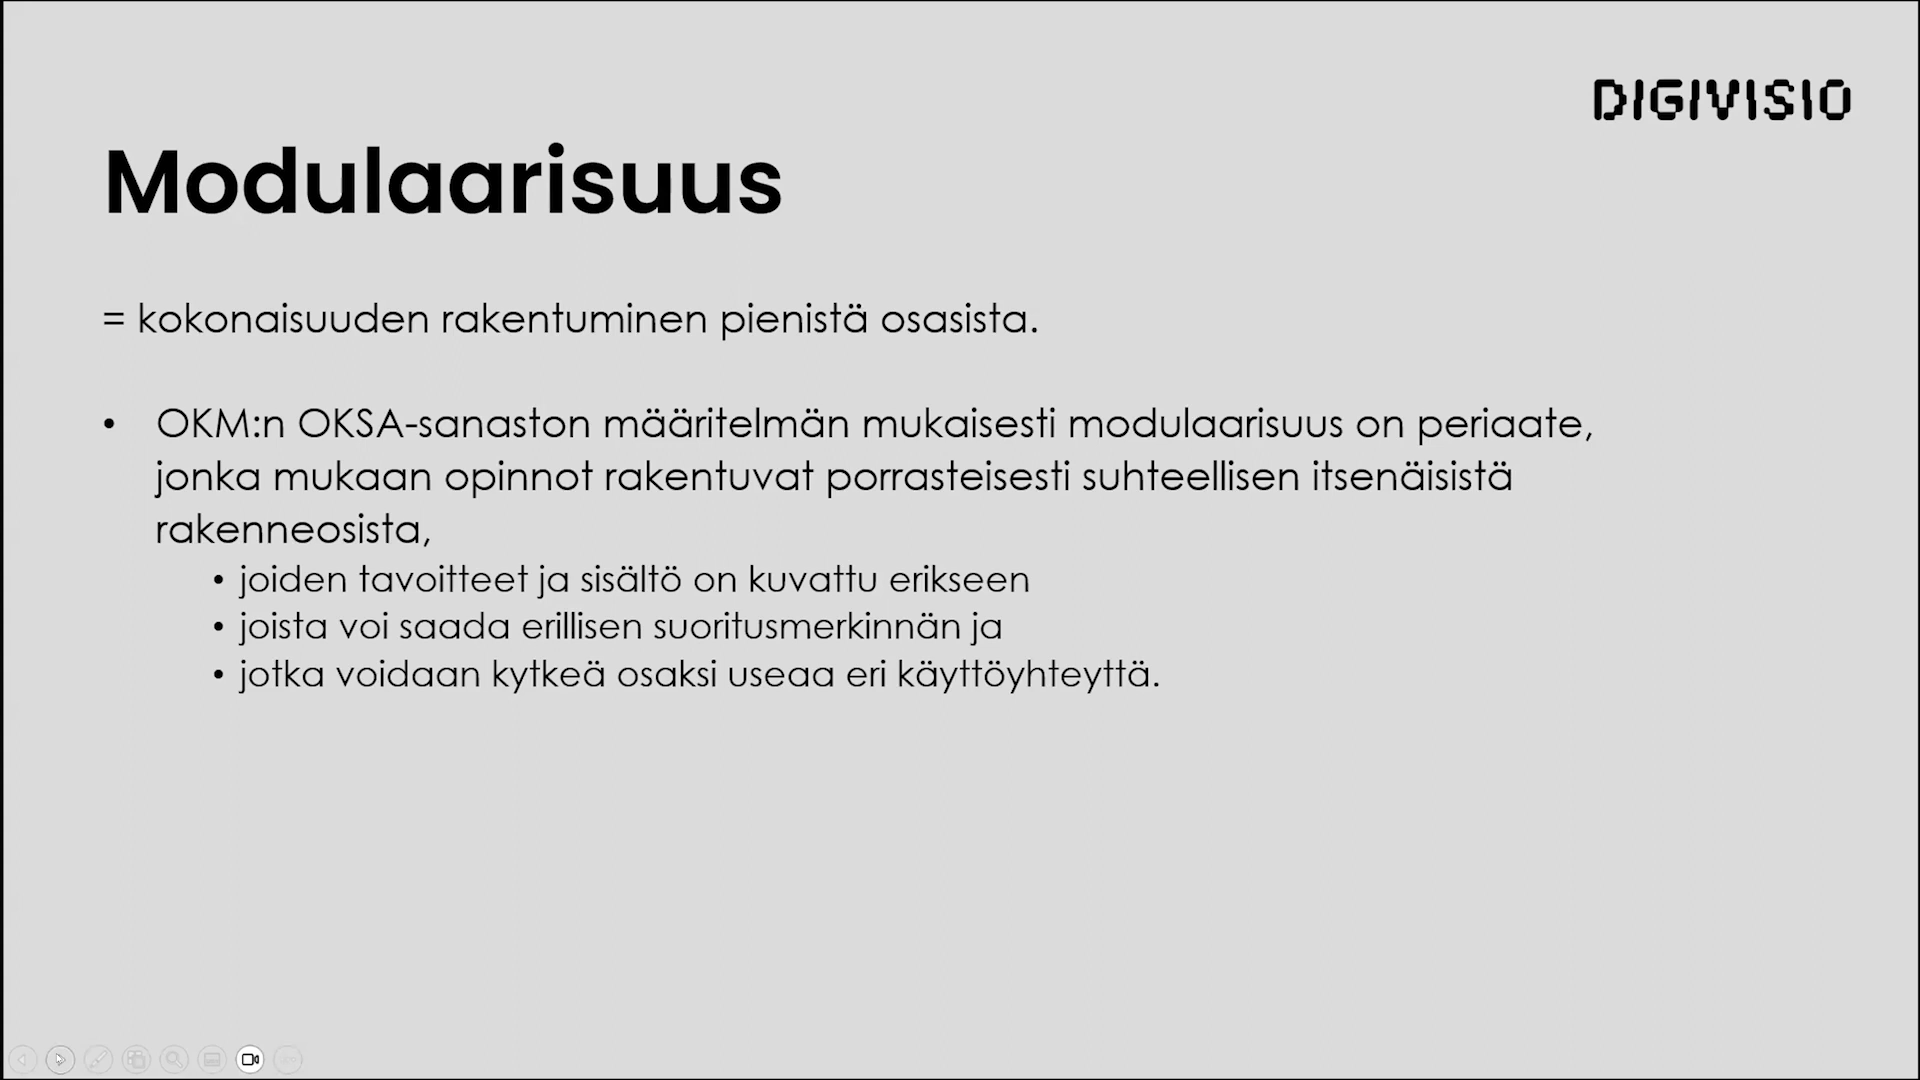 DIGIVISIO
Modulaarisuus
= kokonaisuuden rakentuminen pienistä osasista.
• OKM:n OKSA-sanaston määritelmän mukaisesti modulaarisuus on periaate,
jonka mukaan opinnot rakentuvat porrasteisesti suhteellisen itsenäisistä
rakenneosista,
• joiden tavoitteet ja sisältö on kuvattu erikseen
• joista voi saada erillisen suoritusmerkinnän ja
• jotka voidaan kytkeä osaksi useaa eri käyttöyhteyttä.